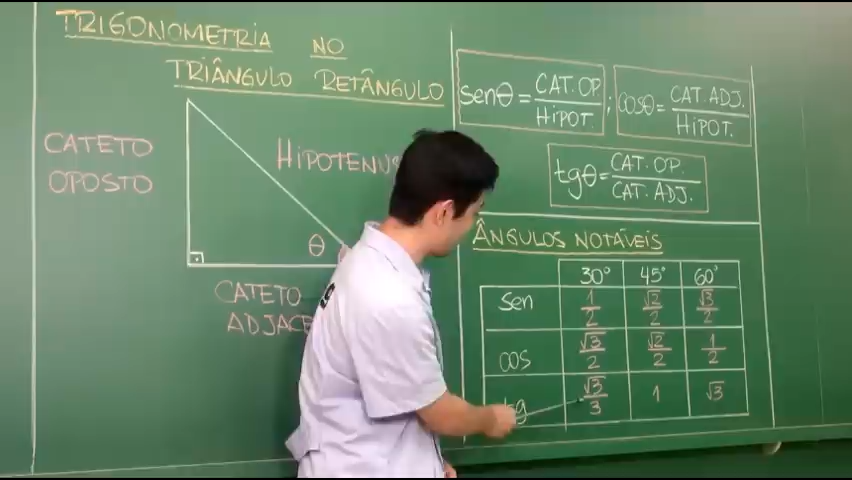 TRIGONOMETRIA NO
TRIÂNGULO RETÂNGULO
CATETO
OPOSTO
HIPOTENUS
θ
CATETO
ADJACE
senθ = CAT. OP / HIPOT. ; cosθ = CAT. ADJ. / HIPOT.
tgθ = CAT. OP. / CAT. ADJ.
ÂNGULOS NOTÁVEIS
30° 45° 60°
sen 1/2 √2/2 √3/2
cos √3/2 √2/2 1/2
tg √3/3 1 √3